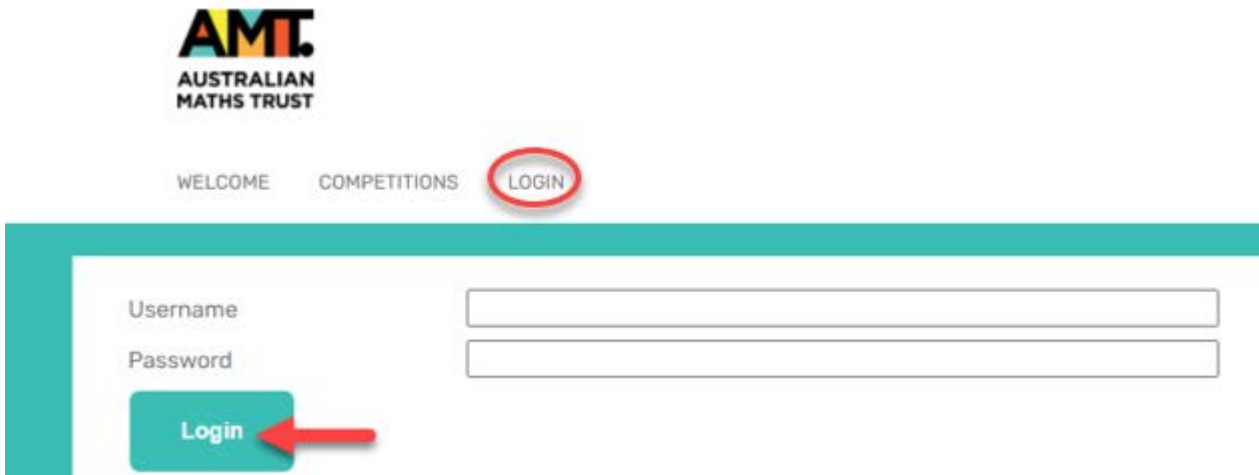 AMT.
AUSTRALIAN
MATHS TRUST
WELCOME COMPETITIONS LOGIN
Username
Password
Login